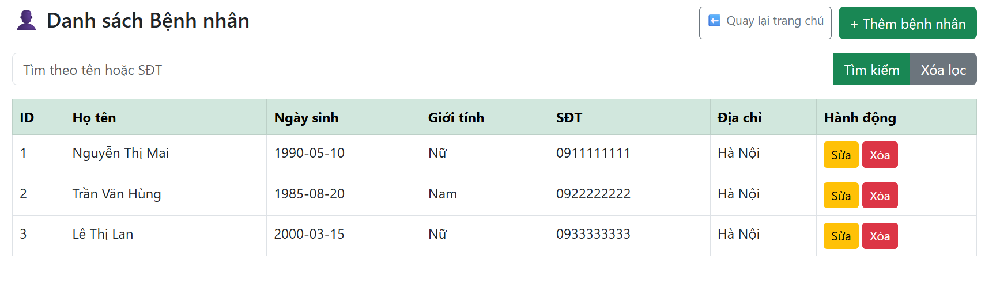 Danh sách Bệnh nhân
Quay lại trang chủ
+ Thêm bệnh nhân
Tìm theo tên hoặc SĐT
Tìm kiếm
Xóa lọc
ID Họ tên Ngày sinh Giới tính SĐT Địa chỉ Hành động
1 Nguyễn Thị Mai 1990-05-10 Nữ 0911111111 Hà Nội Sửa Xóa
2 Trần Văn Hùng 1985-08-20 Nam 0922222222 Hà Nội Sửa Xóa
3 Lê Thị Lan 2000-03-15 Nữ 0933333333 Hà Nội Sửa Xóa